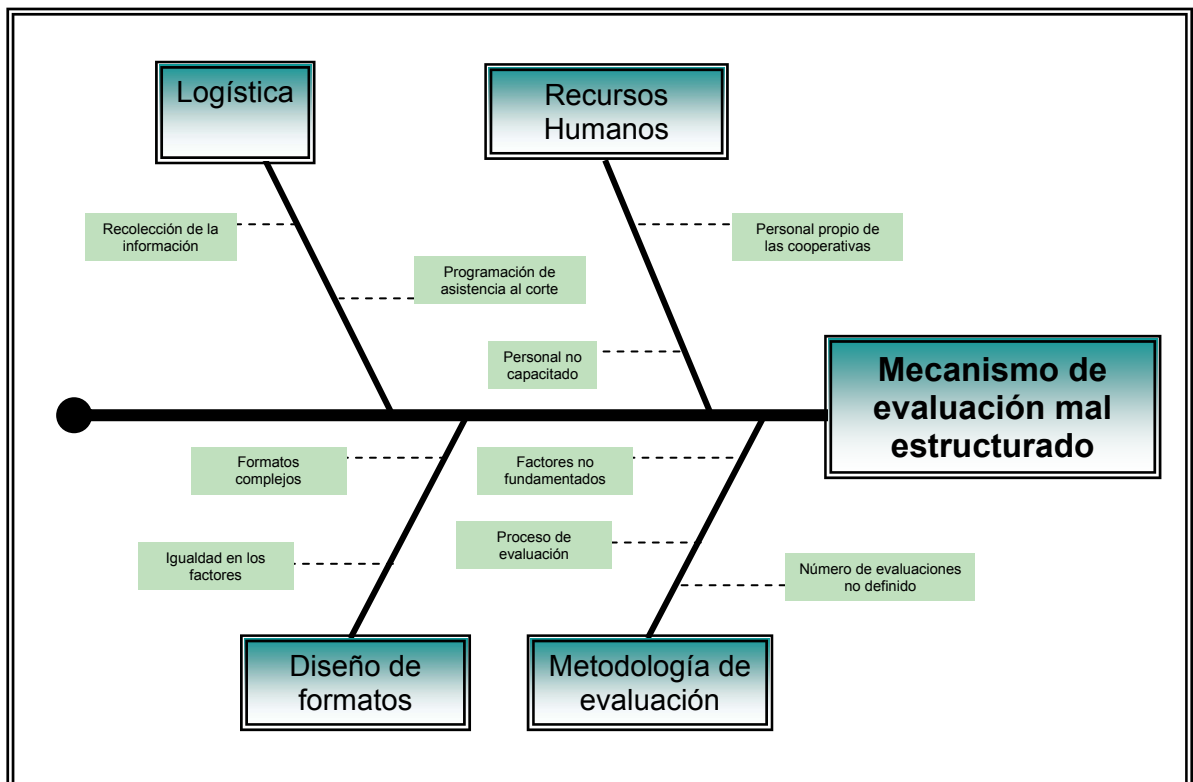 Logística
Recursos
Humanos
Recolección de la
información
Personal propio de
las cooperativas
Programación de
asistencia al corte
Personal no
capacitado
Mecanismo de
evaluación mal
estructurado
Formatos
complejos
Factores no
fundamentados
Proceso de
evaluación
Igualdad en los
factores
Número de evaluaciones
no definido
Diseño de
formatos
Metodología de
evaluación